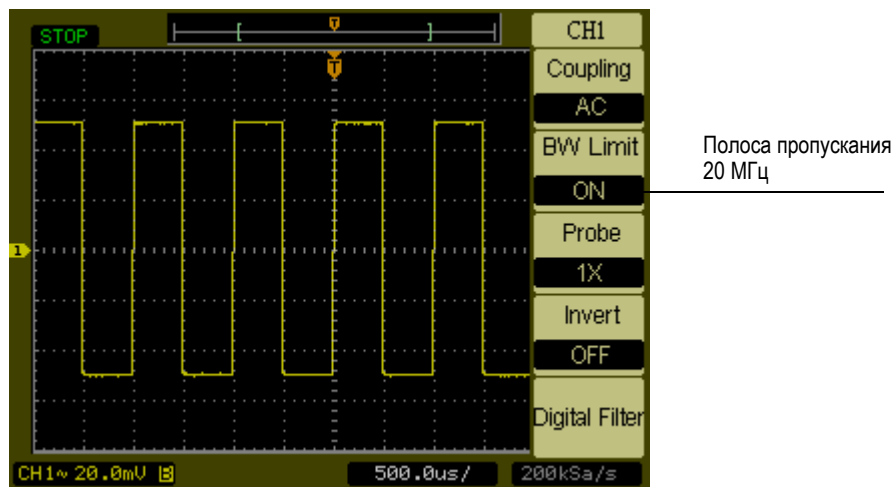 STOP
T
CH1
T
Coupling
AC
BW Limit
Полоса пропускания
20 МГц
ON
Probe
1
1X
Invert
OFF
Digital Filter
CH1~ 20.0mV B
500.0us/
200kSa/s